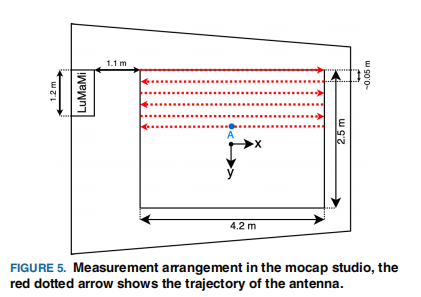 1.1 m
~0.05 m
1.2 m
LuMaMi
A
x
y
2.5 m
4.2 m
FIGURE 5. Measurement arrangement in the mocap studio, the
red dotted arrow shows the trajectory of the antenna.